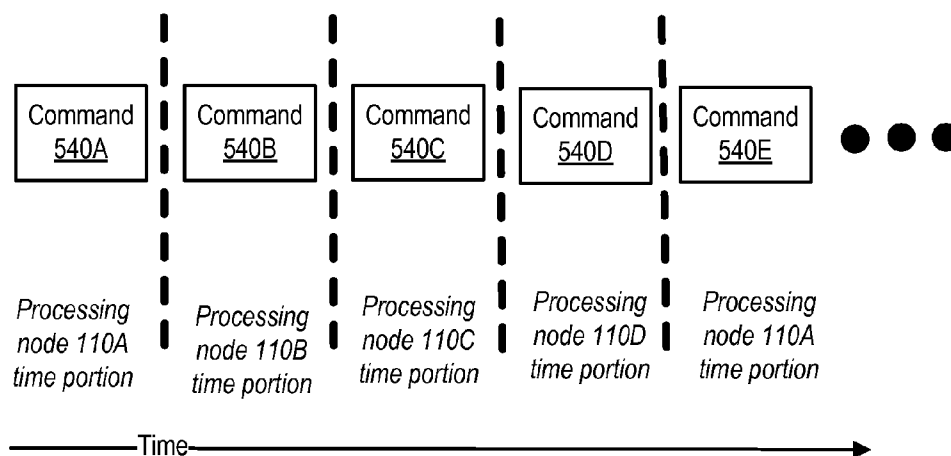 Command
540A
Command
540B
Command
540C
Command
540D
Command
540E
Processing
node 110A
time portion
Processing
node 110B
time portion
Processing
node 110C
time portion
Processing
node 110D
time portion
Processing
node 110A
time portion
Time